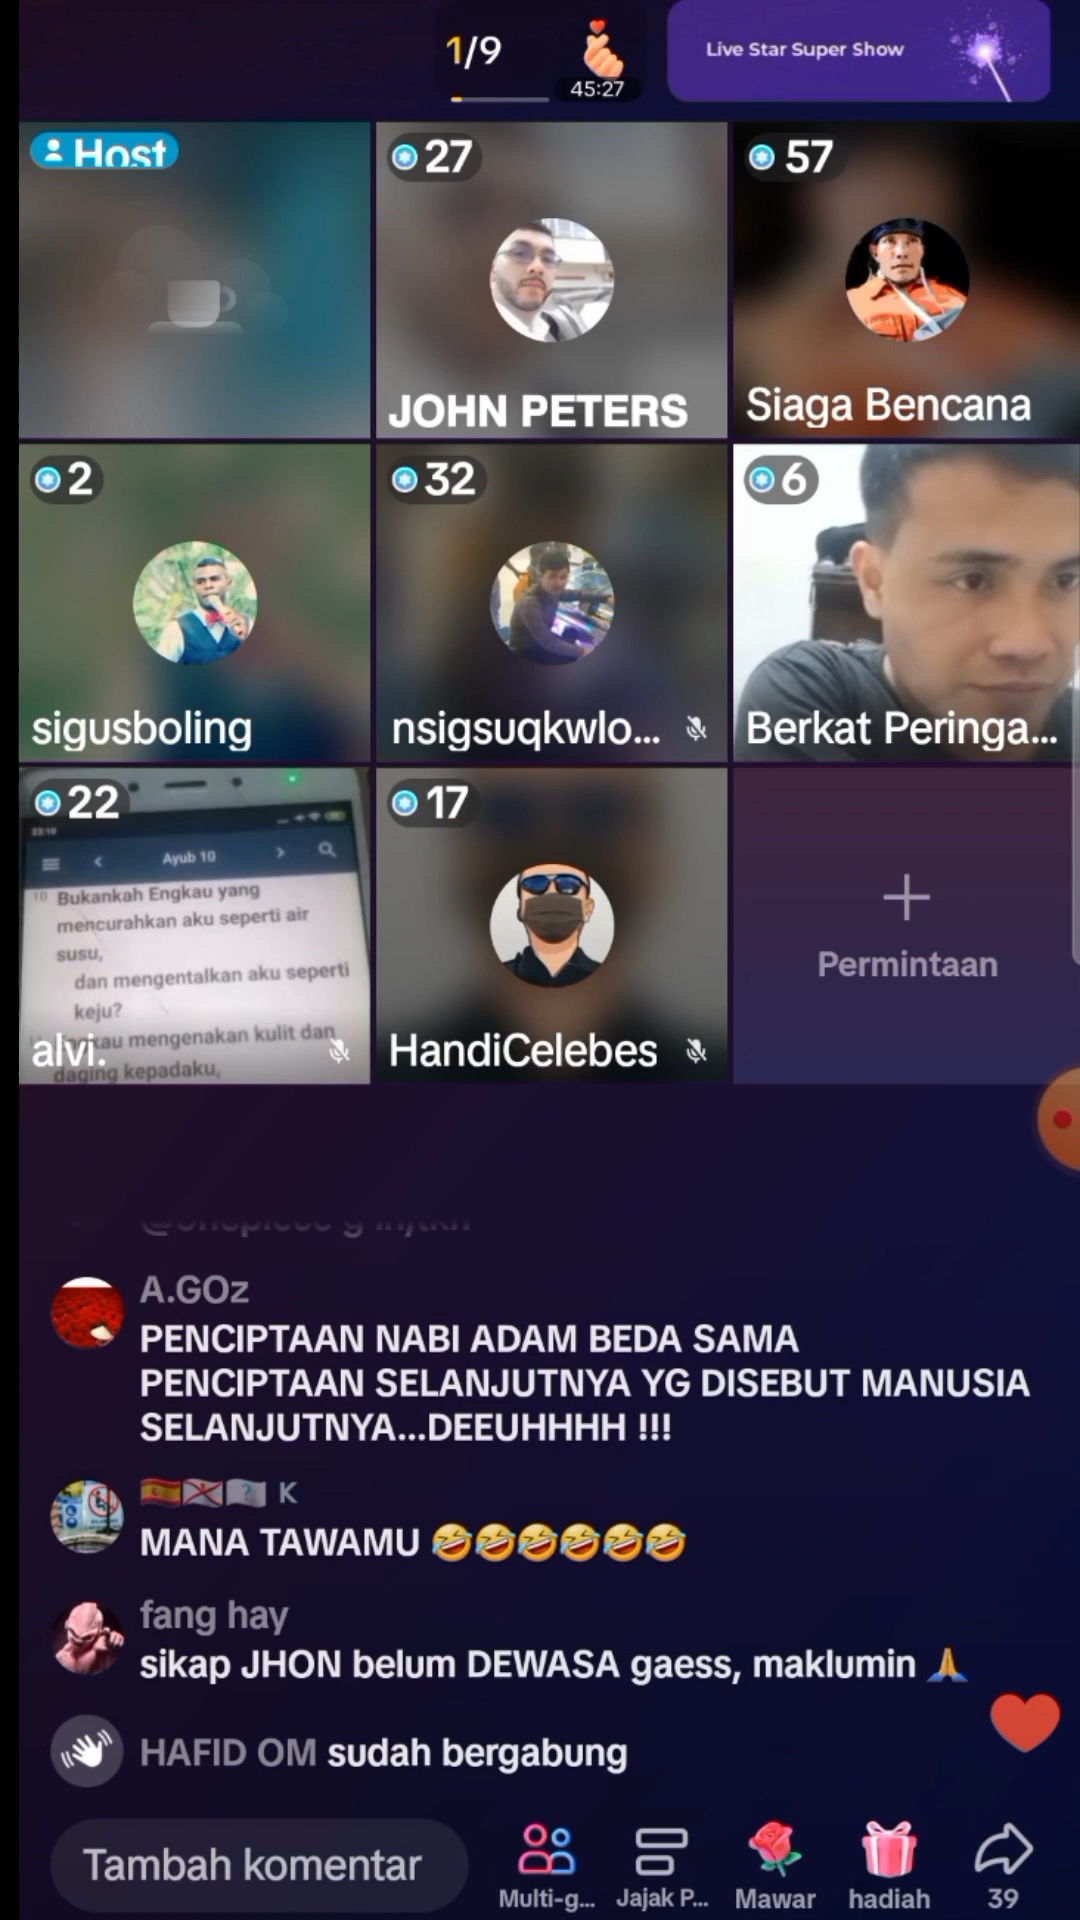 1/9
45:27
Live Star Super Show
Host
27
JOHN PETERS
57
Siaga Bencana
2
sigusboling
32
nsigsuqkwlo...
6
Berkat Peringa...
22
Ayub 10
10 Bukankah Engkau yang
mencurahkan aku seperti air
susu,
dan mengentalkan aku seperti
keju?
mengenakan kulit dan
daging kepadaku,
alvi.
17
HandiCelebes
Permintaan
A.GOz
PENCIPTAAN NABI ADAM BEDA SAMA
PENCIPTAAN SELANJUTNYA YG DISEBUT MANUSIA
SELANJUTNYA...DEEUHHHH !!!
🇪🇸 K
MANA TAWAMU 🤣🤣🤣🤣🤣🤣
fang hay
sikap JHON belum DEWASA gaess, maklumin 🙏
HAFID OM sudah bergabung
Tambah komentar
Multi-g...
Jajak P...
Mawar
hadiah
39